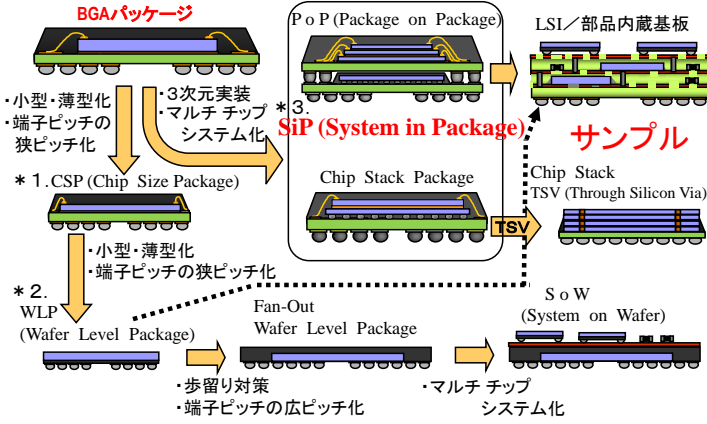 BGAパッケージ
P o P (Package on Package)
LSI／部品内蔵基板
・小型・薄型化
・端子ピッチの
狭ピッチ化
・3次元実装
・マルチ チップ
システム化
＊3.
SiP (System in Package)
サンプル
＊1. CSP (Chip Size Package)
Chip Stack Package
Chip Stack
TSV (Through Silicon Via)
TSV
・小型・薄型化
・端子ピッチの狭ピッチ化
＊2.
WLP
(Wafer Level Package)
Fan-Out
Wafer Level Package
S o W
(System on Wafer)
・歩留り対策
・端子ピッチの広ピッチ化
・マルチ チップ
システム化